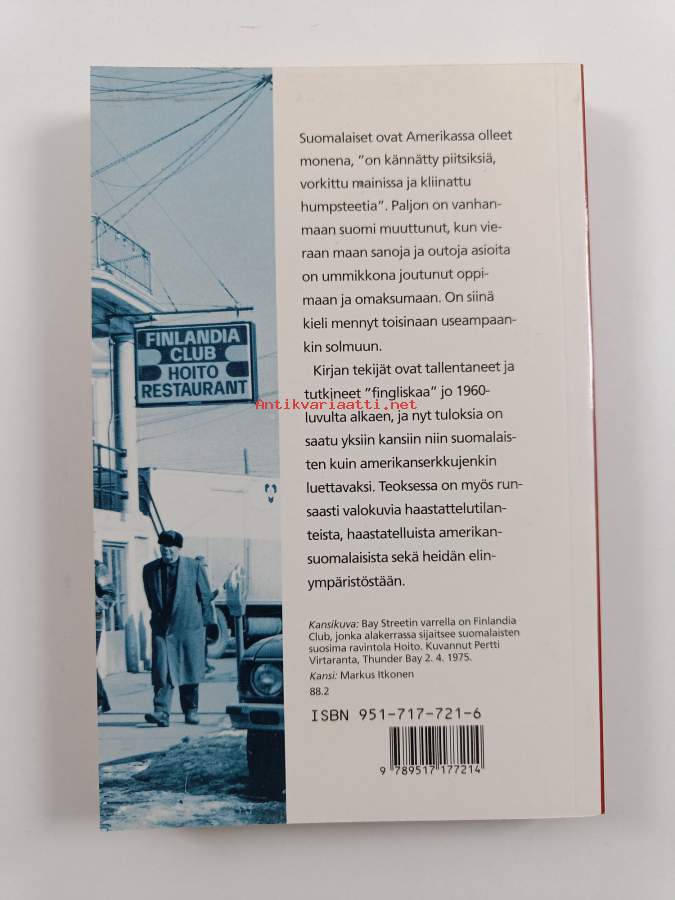 Suomalaiset ovat Amerikassa olleet
monena, ”on kännätty piitsiksiä,
vorkittu mainissa ja kliinattu
humpsteetia”. Paljon on vanhan-
maan suomi muuttunut, kun vie-
raan maan sanoja ja outoja asioita
on ummikkona joutunut oppi-
maan ja omaksumaan. On siinä
kieli mennyt toisinaan useampaan-
kin solmuun.
Kirjan tekijät ovat tallentaneet ja
tutkineet ”fingliskaa” jo 1960-
luvulta alkaen, ja nyt tuloksia on
saatu yksiin kansiin niin suomalais-
ten kuin amerikanserkkujenkin
luettavaksi. Teoksessa on myös run-
saasti valokuvia haastattelutilan-
teista, haastatelluista amerikan-
suomalaisista sekä heidän elin-
ympäristöstään.
FINLANDIA
CLUB
HOITO
RESTAURANT
Antikvariaatti.net
Kansikuva: Bay Streetin varrella on Finlandia
Club, jonka alakerrassa sijaitsee suomalaisten
suosima ravintola Hoito. Kuvannut Pertti
Virtaranta, Thunder Bay 2. 4. 1975.
Kansi: Markus Itkonen
88.2
ISBN 951-717-721-6
9 789517 177214